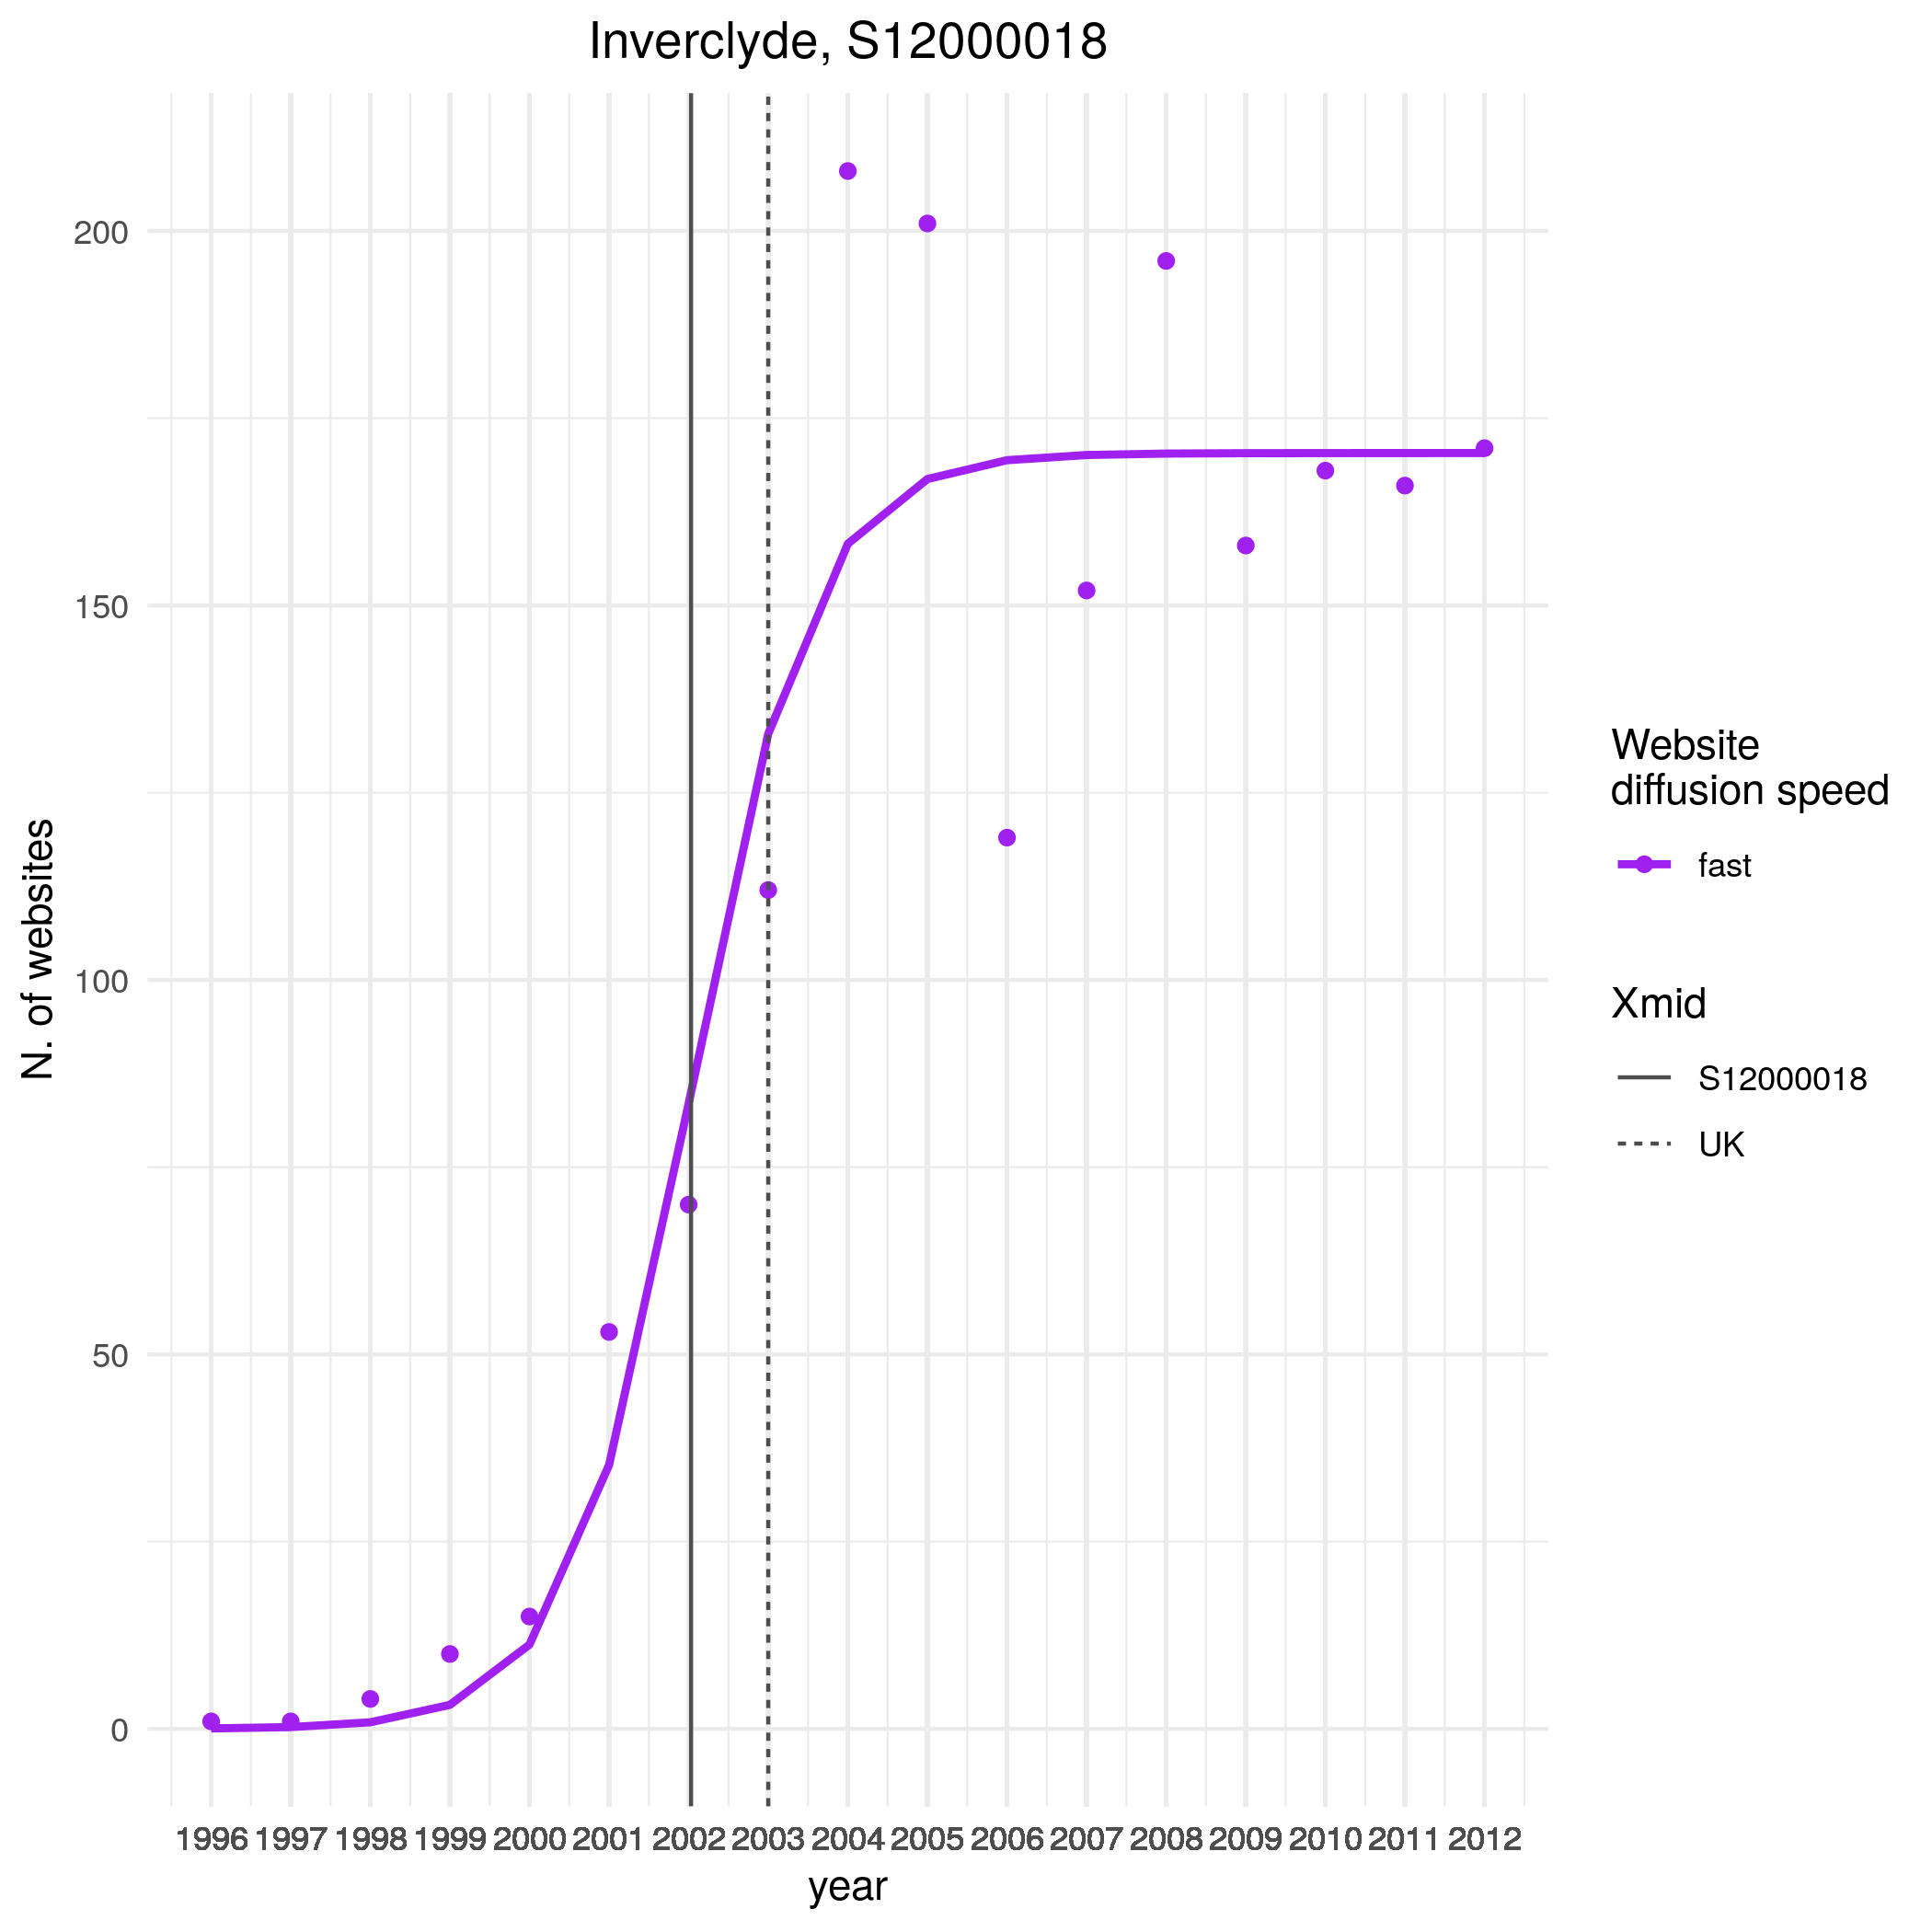 Inverclyde, S12000018
N. of websites
200
150
100
50
0
1996 1997 1998 1999 2000 2001 2002 2003 2004 2005 2006 2007 2008 2009 2010 2011 2012
year
Website
diffusion speed
fast
Xmid
S12000018
UK